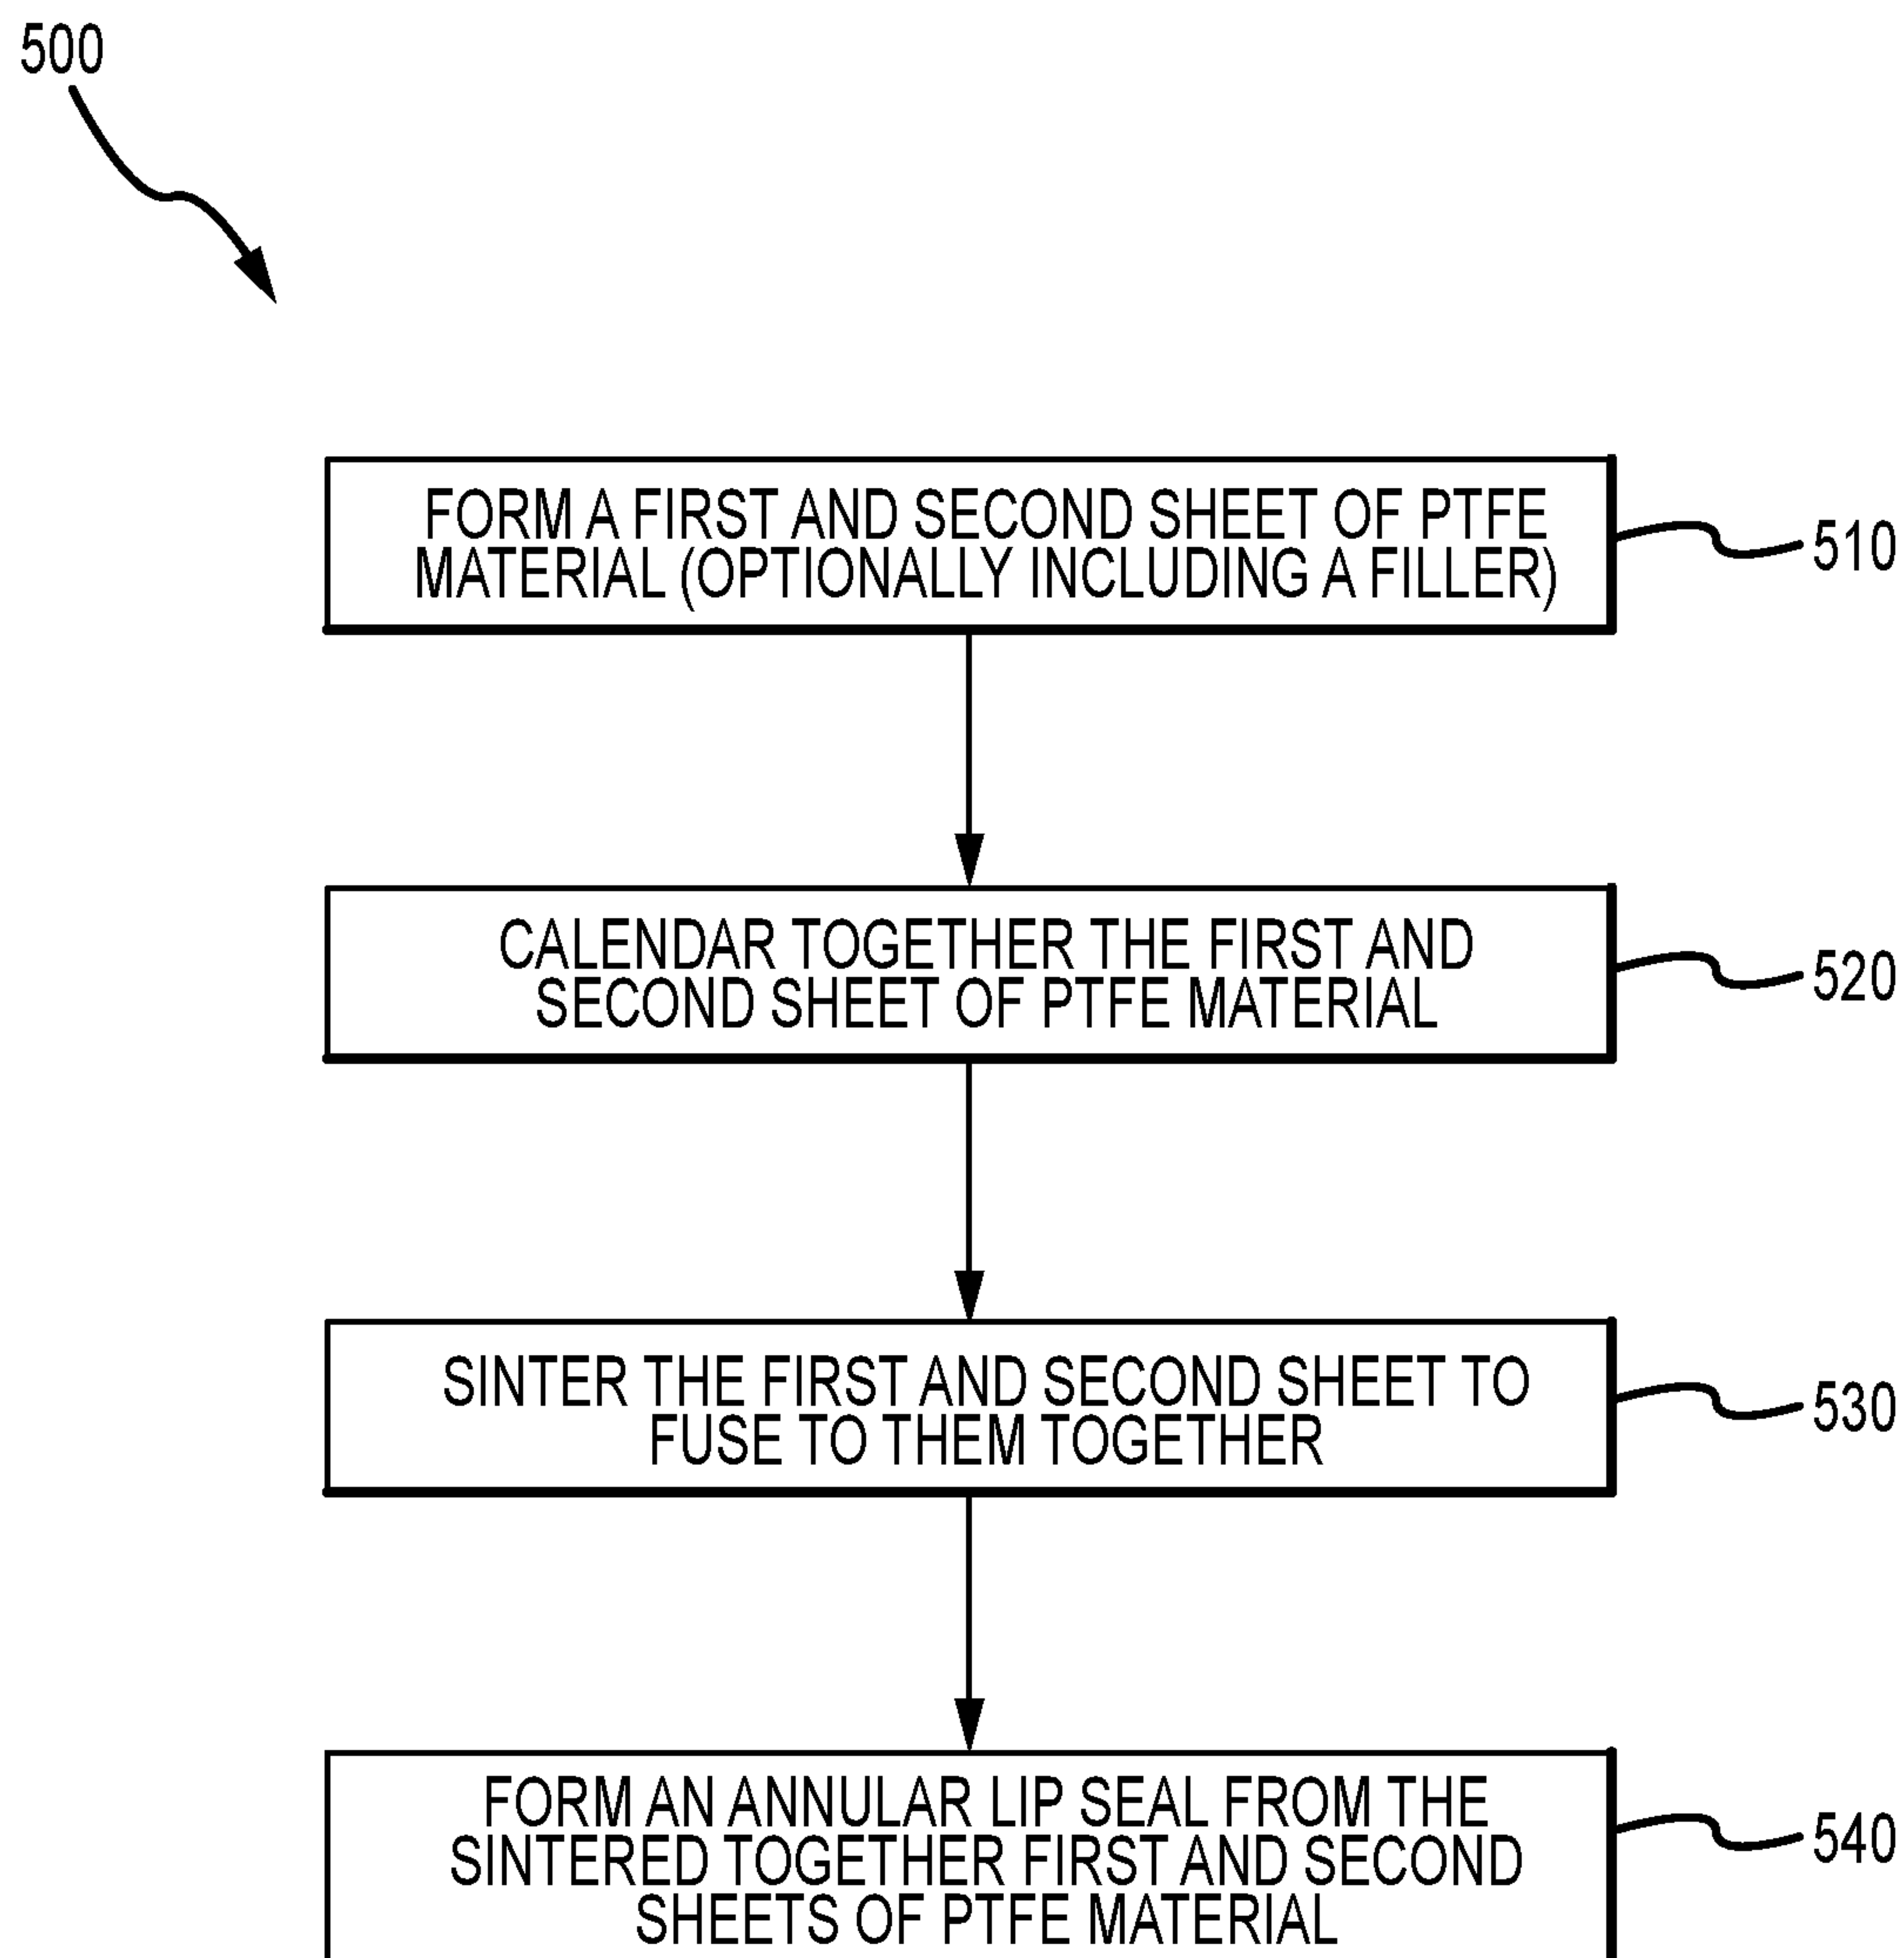 500
FORM A FIRST AND SECOND SHEET OF PTFE
MATERIAL (OPTIONALLY INCLUDING A FILLER)
510
CALENDAR TOGETHER THE FIRST AND
SECOND SHEET OF PTFE MATERIAL
520
SINTER THE FIRST AND SECOND SHEET TO
FUSE TO THEM TOGETHER
530
FORM AN ANNULAR LIP SEAL FROM THE
SINTERED TOGETHER FIRST AND SECOND
SHEETS OF PTFE MATERIAL
540